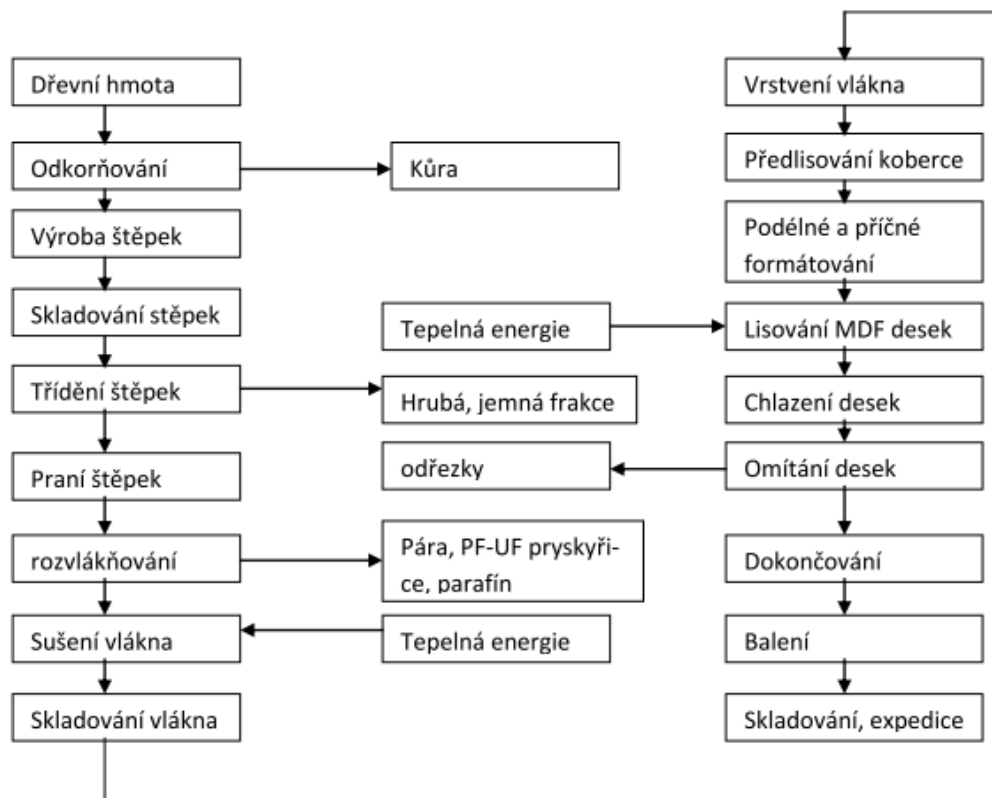 Dřevní hmota
Odkorňování
Kůra
Výroba štěpek
Skladování stěpek
Třídění štěpek
Hrubá, jemná frakce
Praní štěpek
rozvlákňování
Pára, PF-UF pryskyři-
ce, parafín
Sušení vlákna
Tepelná energie
Skladování vlákna
Vrstvení vlákna
Předlisování koberce
Podélné a příčné
formátování
Tepelná energie
Lisování MDF desek
Chlazení desek
odřezky
Omítání desek
Dokončování
Balení
Skladování, expedice